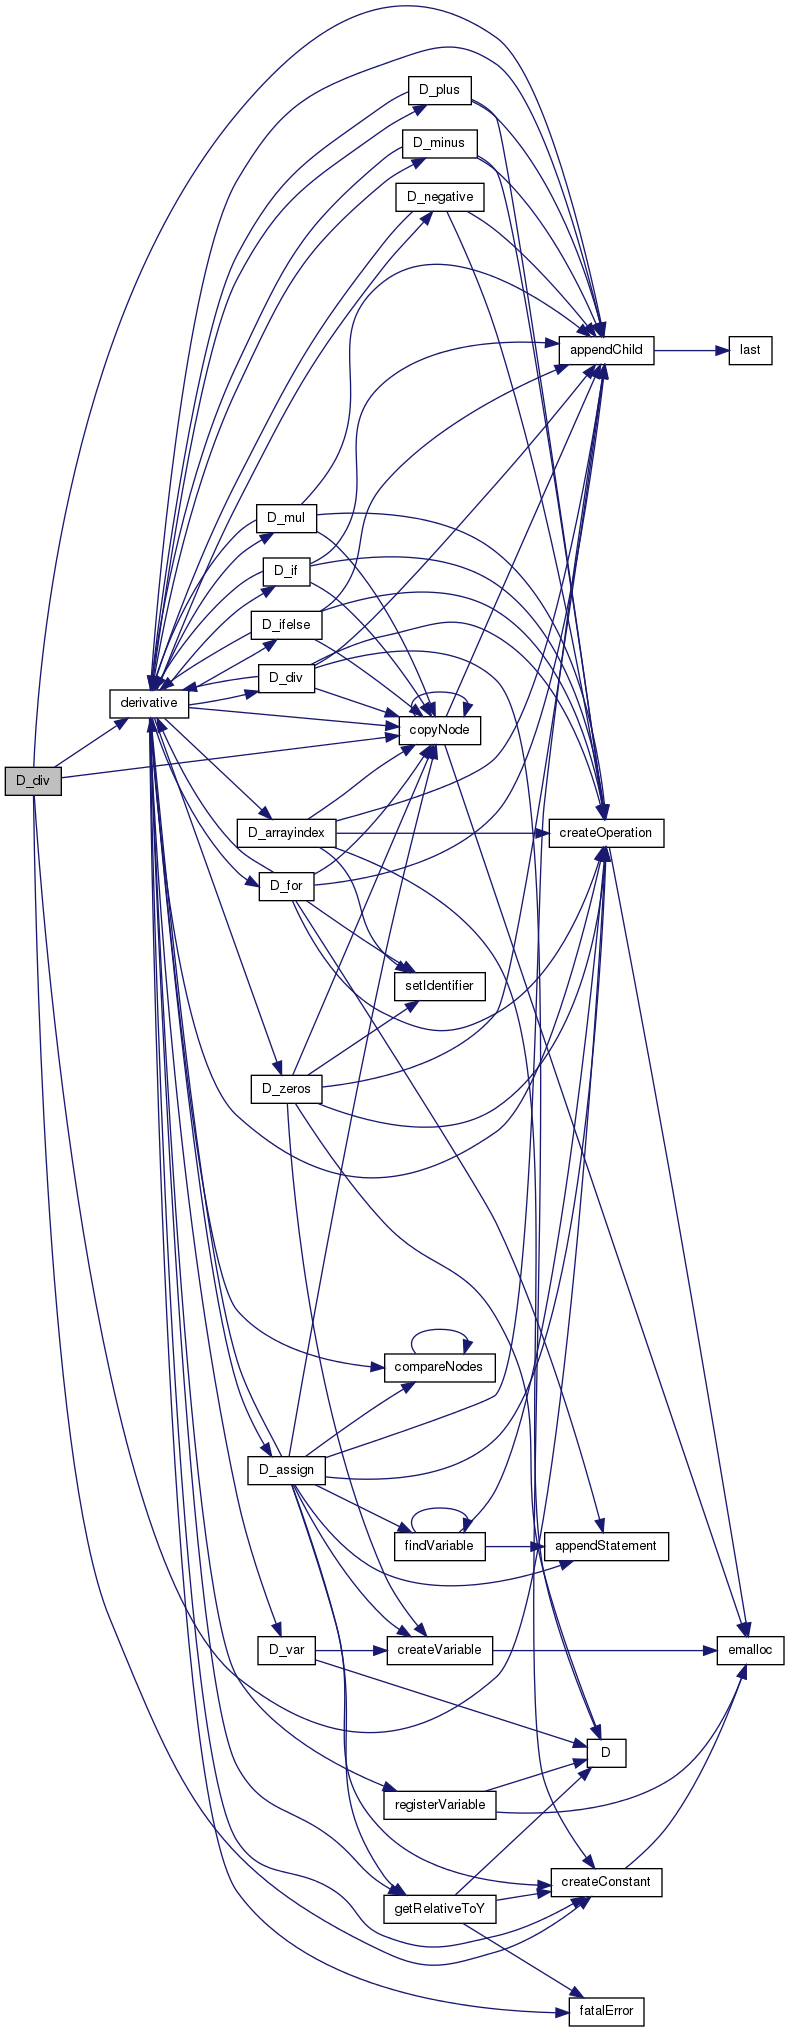 D_plus
D_minus
D_negative
appendChild
last
D_mul
D_if
D_ifelse
D_div
derivative
copyNode
D_div
D_arrayindex
createOperation
D_for
setIdentifier
D_zeros
compareNodes
D_assign
findVariable
appendStatement
D_var
createVariable
emalloc
D
registerVariable
createConstant
getRelativeToY
fatalError